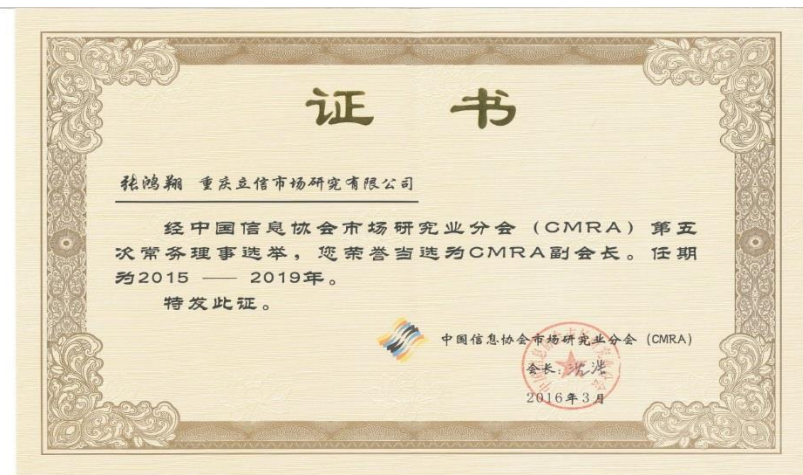 证 书
张鸿翔 重庆立信市场研究有限公司
经中国信息协会市场研究业分会（CMRA）第五
次常务理事选举，您荣誉当选为CMRA副会长。任期
为2015 —— 2019年。
特发此证。
中国信息协会市场研究业分会 (CMRA)
会长：沈浩
2016年3月